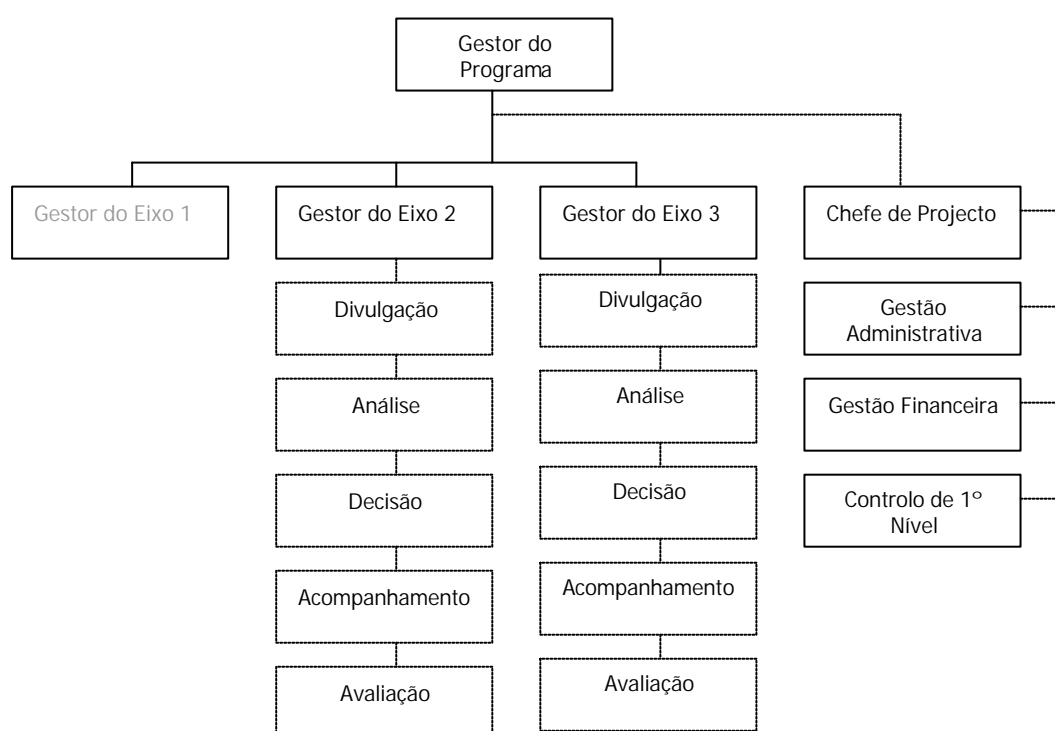 Gestor do
Programa
Gestor do Eixo 1
Gestor do Eixo 2
Gestor do Eixo 3
Chefe de Projecto
Divulgação
Divulgação
Gestão
Administrativa
Análise
Análise
Gestão Financeira
Decisão
Decisão
Controlo de 1º
Nível
Acompanhamento
Acompanhamento
Avaliação
Avaliação